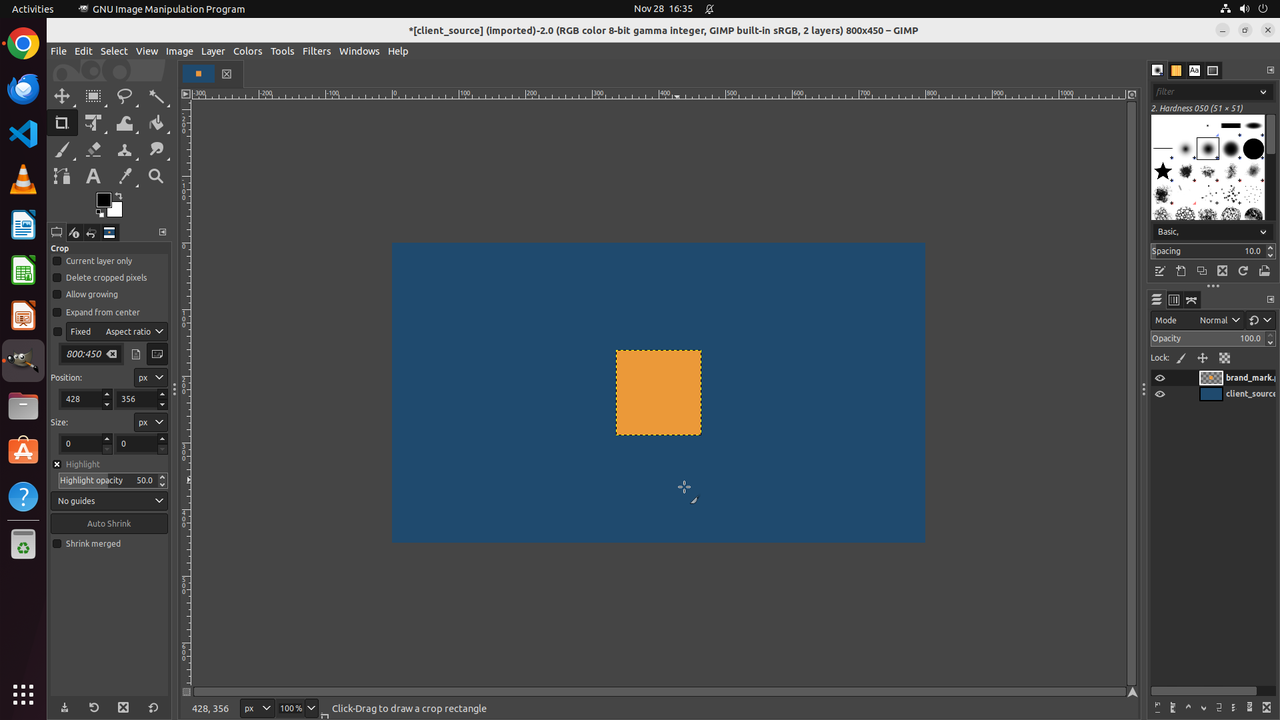 Activities
GNU Image Manipulation Program
Nov 28 16:35
*[client_source] (imported)-2.0 (RGB color 8-bit gamma integer, GIMP built-in sRGB, 2 layers) 800x450 – GIMP
File Edit Select View Image Layer Colors Tools Filters Windows Help
Crop
Current layer only
Delete cropped pixels
Allow growing
Expand from center
Fixed Aspect ratio
800:450
Position: px
428 356
Size: px
0 0
Highlight
Highlight opacity 50.0
No guides
Auto Shrink
Shrink merged
filter
2. Hardness 050 (51 × 51)
Basic,
Spacing 10.0
Mode Normal
Opacity 100.0
Lock:
brand_mark.
client_source
428, 356 px 100 % Click-Drag to draw a crop rectangle